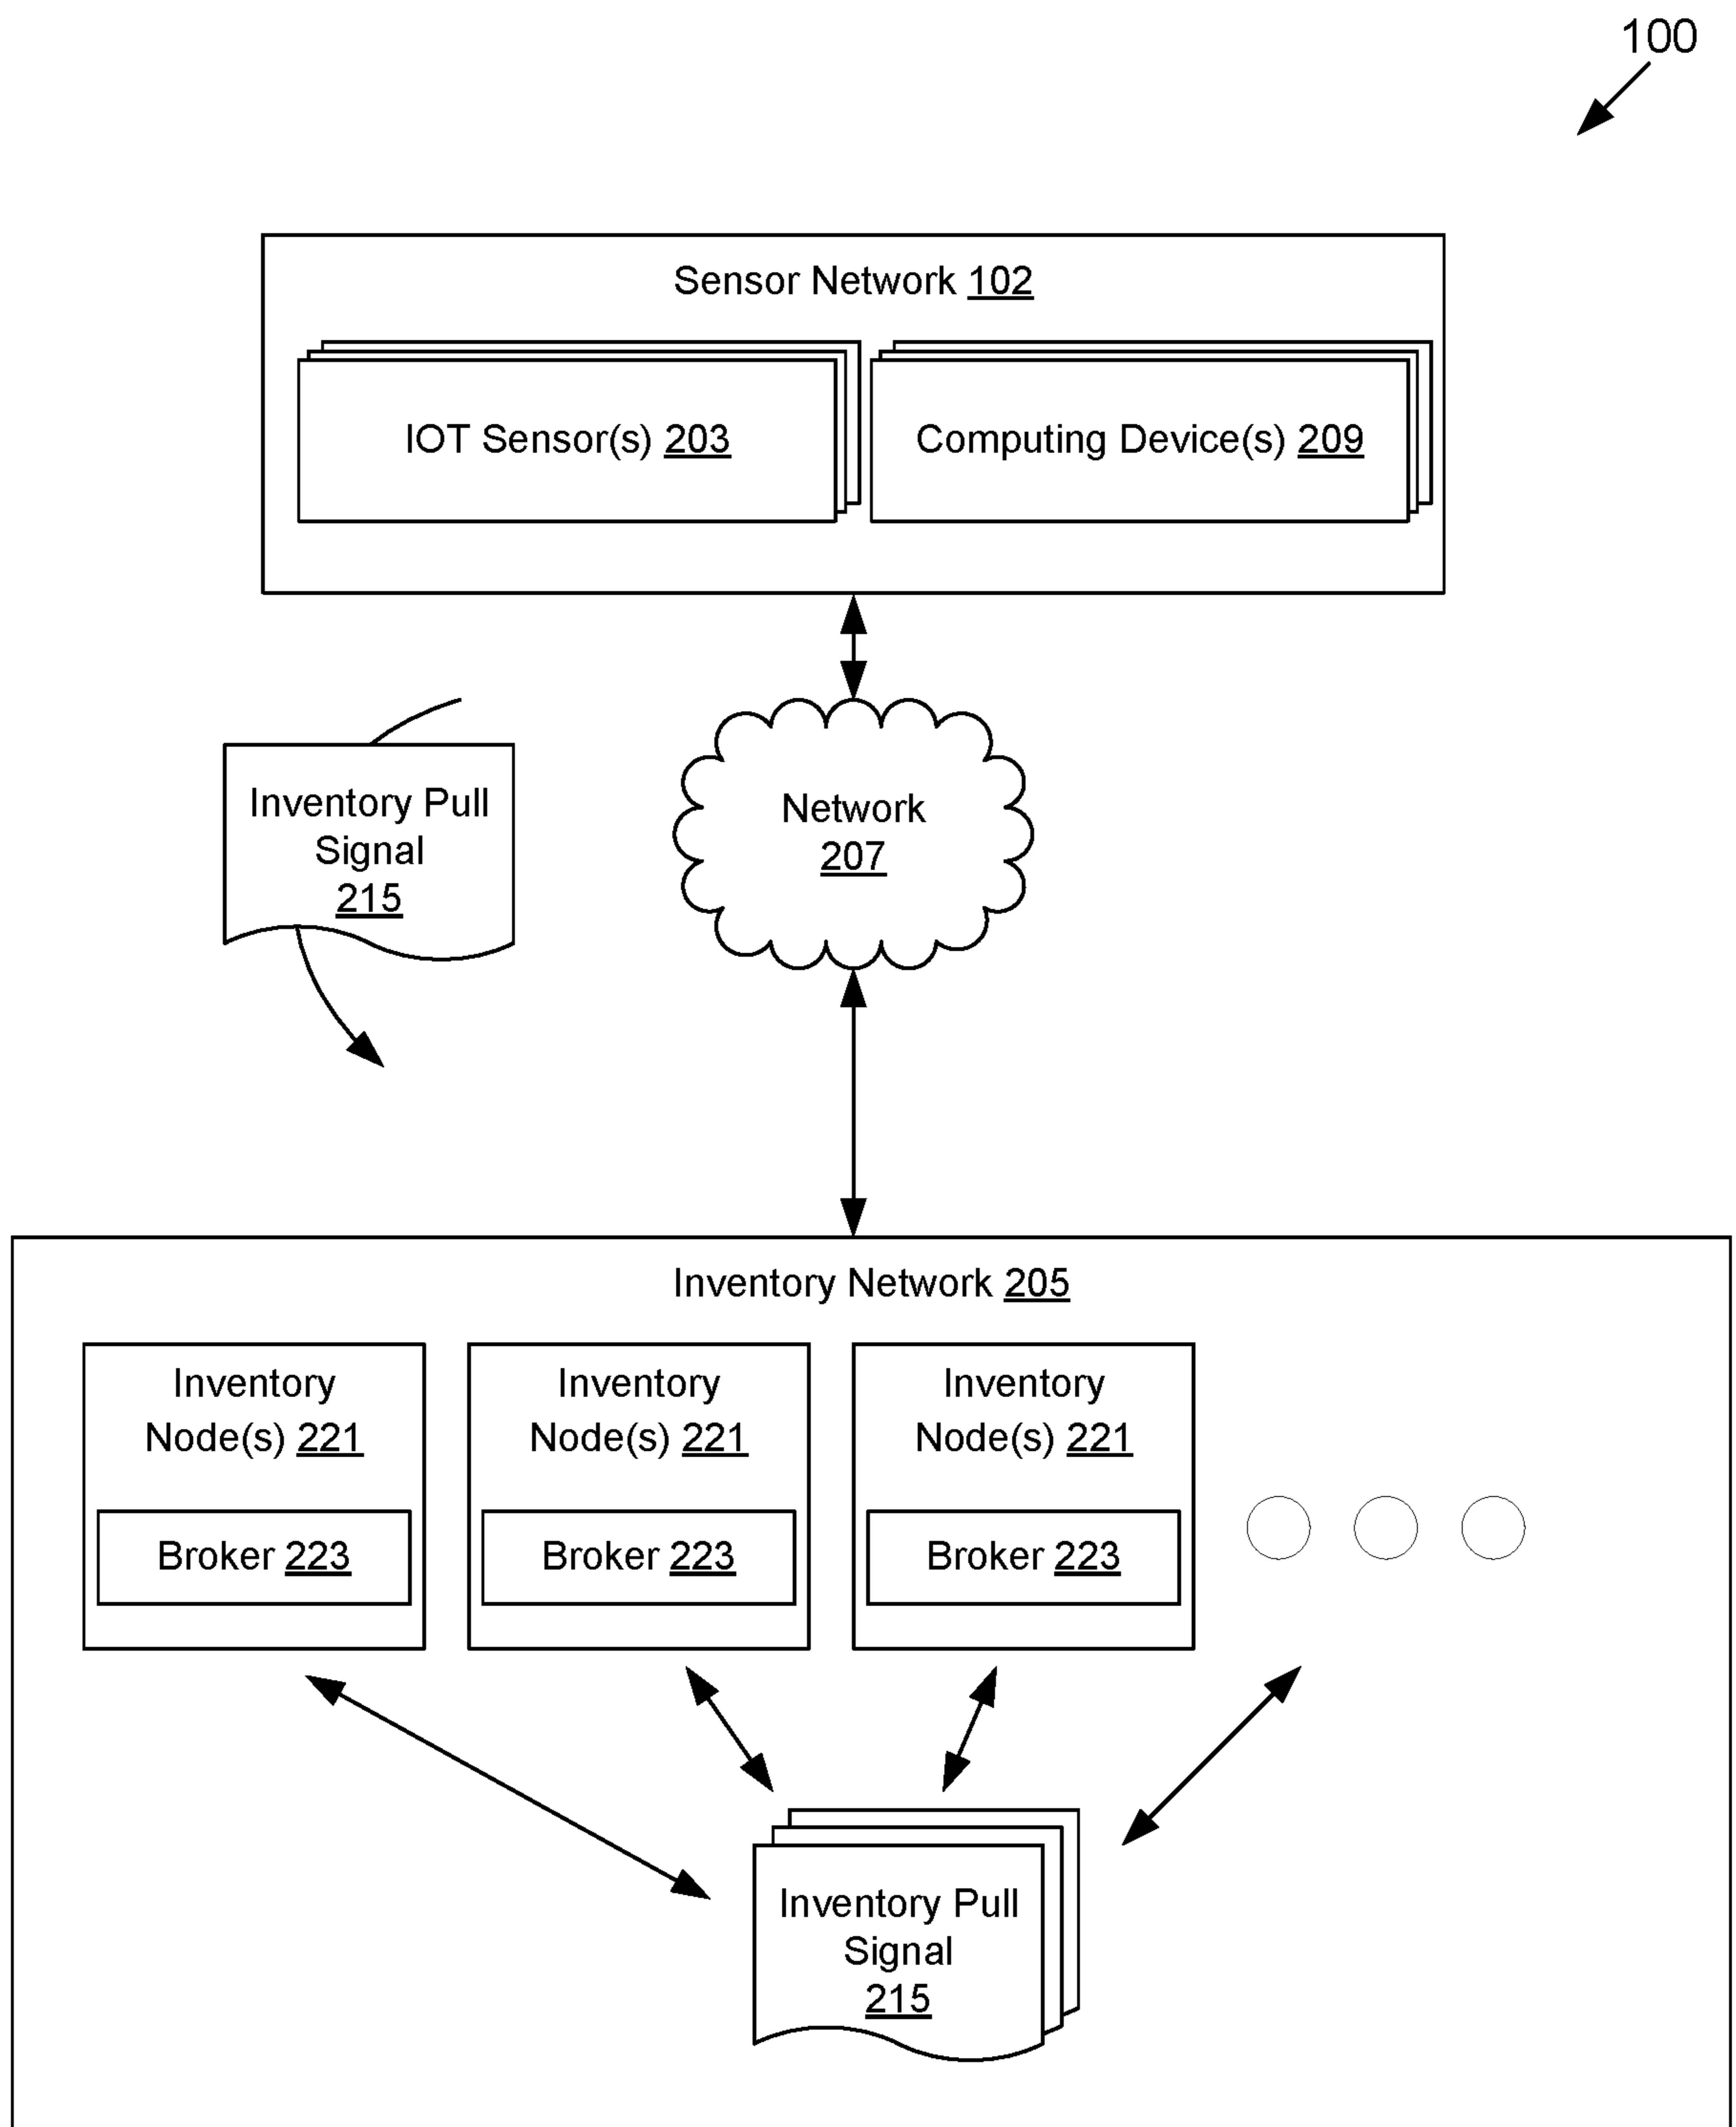 100
Sensor Network 102
IOT Sensor(s) 203
Computing Device(s) 209
Inventory Pull
Signal
215
Network
207
Inventory Network 205
Inventory
Node(s) 221
Broker 223
Inventory
Node(s) 221
Broker 223
Inventory
Node(s) 221
Broker 223
Inventory Pull
Signal
215